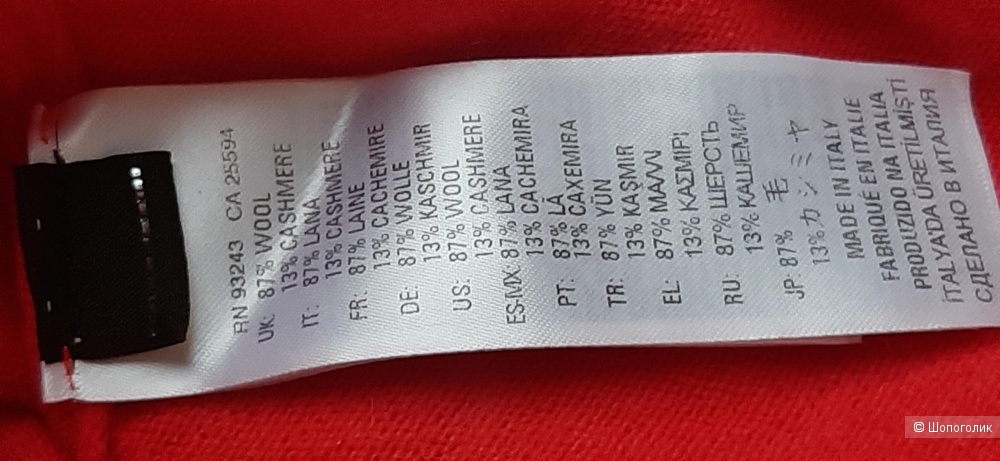 RN 93243 CA 25594
UK: 87% WOOL
13% CASHMERE
IT: 87% LANA
13% CASHMERE
FR: 87% LAINE
13% CACHEMIRE
DE: 87% WOLLE
13% KASCHMIR
US: 87% WOOL
13% CASHMERE
ES-MX: 87% LANA
13% CACHEMIRA
PT: 87% LÃ
13% CAXEMIRA
TR: 87% YÜN
13% KAŞMIR
EL: 87% ΜΑΛΛΙ
13% ΚΑΣΜΙΡΙ
RU: 87% ШЕРСТЬ
13% КАШЕМИР
JP: 87% 毛
13% カシミヤ
MADE IN ITALY
FABRIQUÉ EN ITALIE
PRODUZIDO NA ITALIA
İTALYADA ÜRETİLMİŞTİ
СДЕЛАНО В ИТАЛИЯ
© Шопоголик